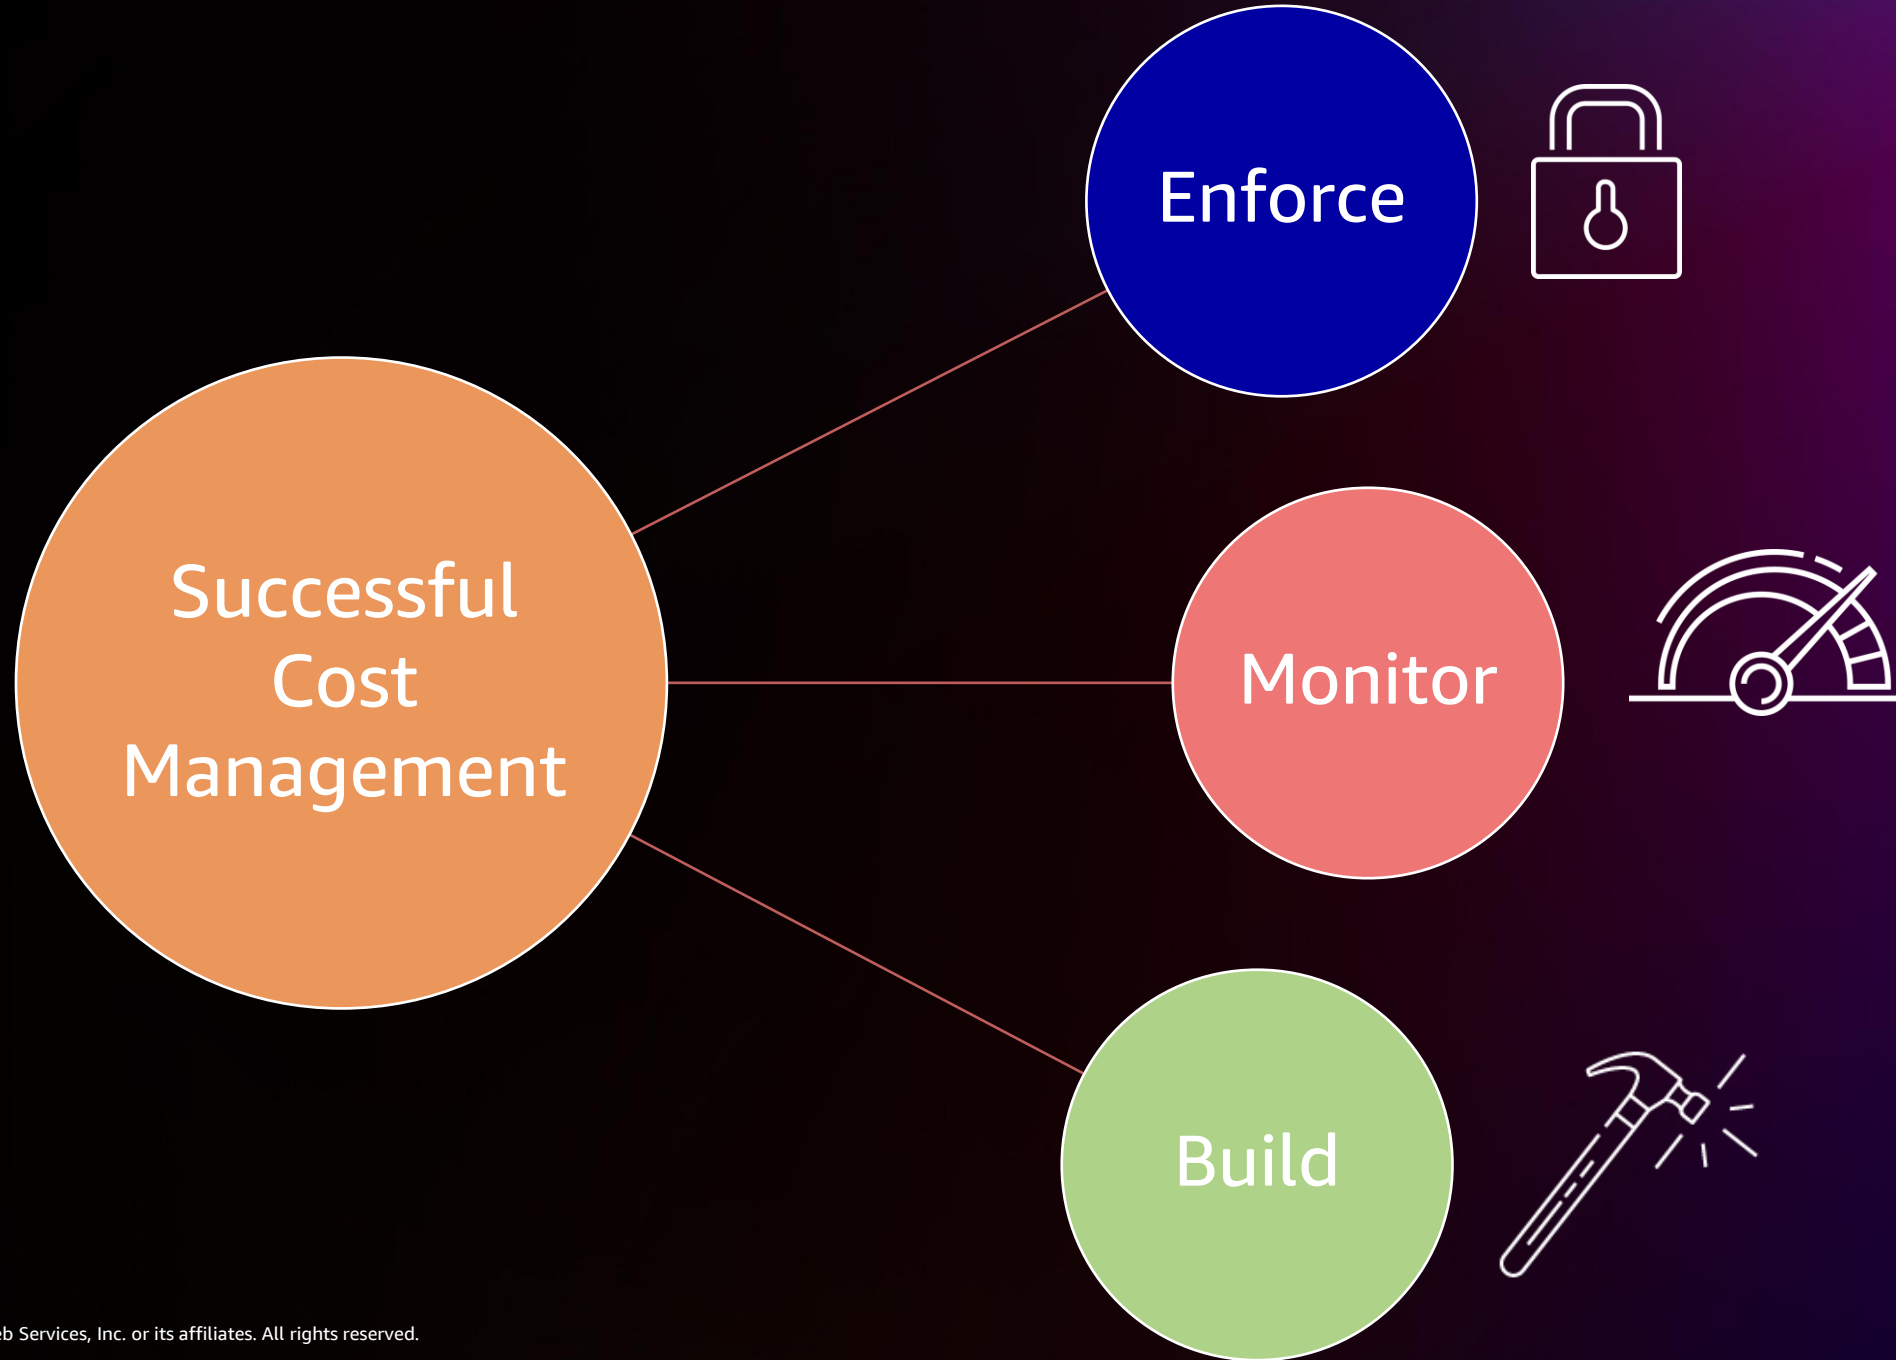 Enforce
Successful
Cost
Management
Monitor
Build
Services, Inc. or its affiliates. All rights reserved.